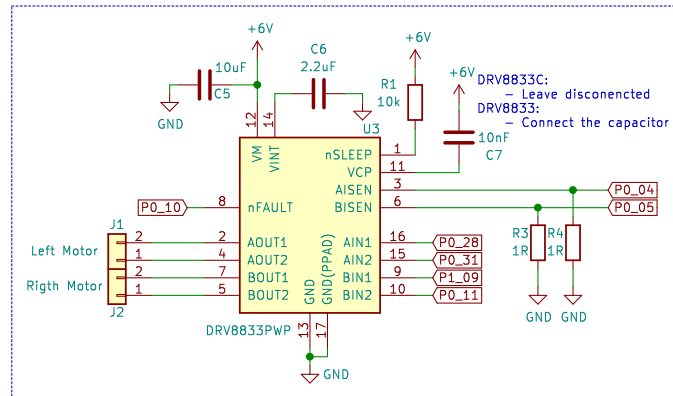 +6V
+6V
+6V
10uF
C5
C6
2.2uF
R1
10k
GND
DRV8833C:
- Leave disconencted
DRV8833:
- Connect the capacitor
10nF
C7
U3
12
14
VM
VINT
nSLEEP
1
VCP
11
AISEN
3
P0_04
BISEN
6
P0_05
P0_10
8
nFAULT
J1
Left Motor
2
2
AOUT1
1
4
AOUT2
Rigth Motor
2
7
BOUT1
1
5
BOUT2
J2
AIN1
16
P0_28
AIN2
15
P0_31
BIN1
9
P1_09
BIN2
10
P0_11
R3
1R
R4
1R
GND
GND
GND
GND(PPAD)
DRV8833PWP
13
17
GND